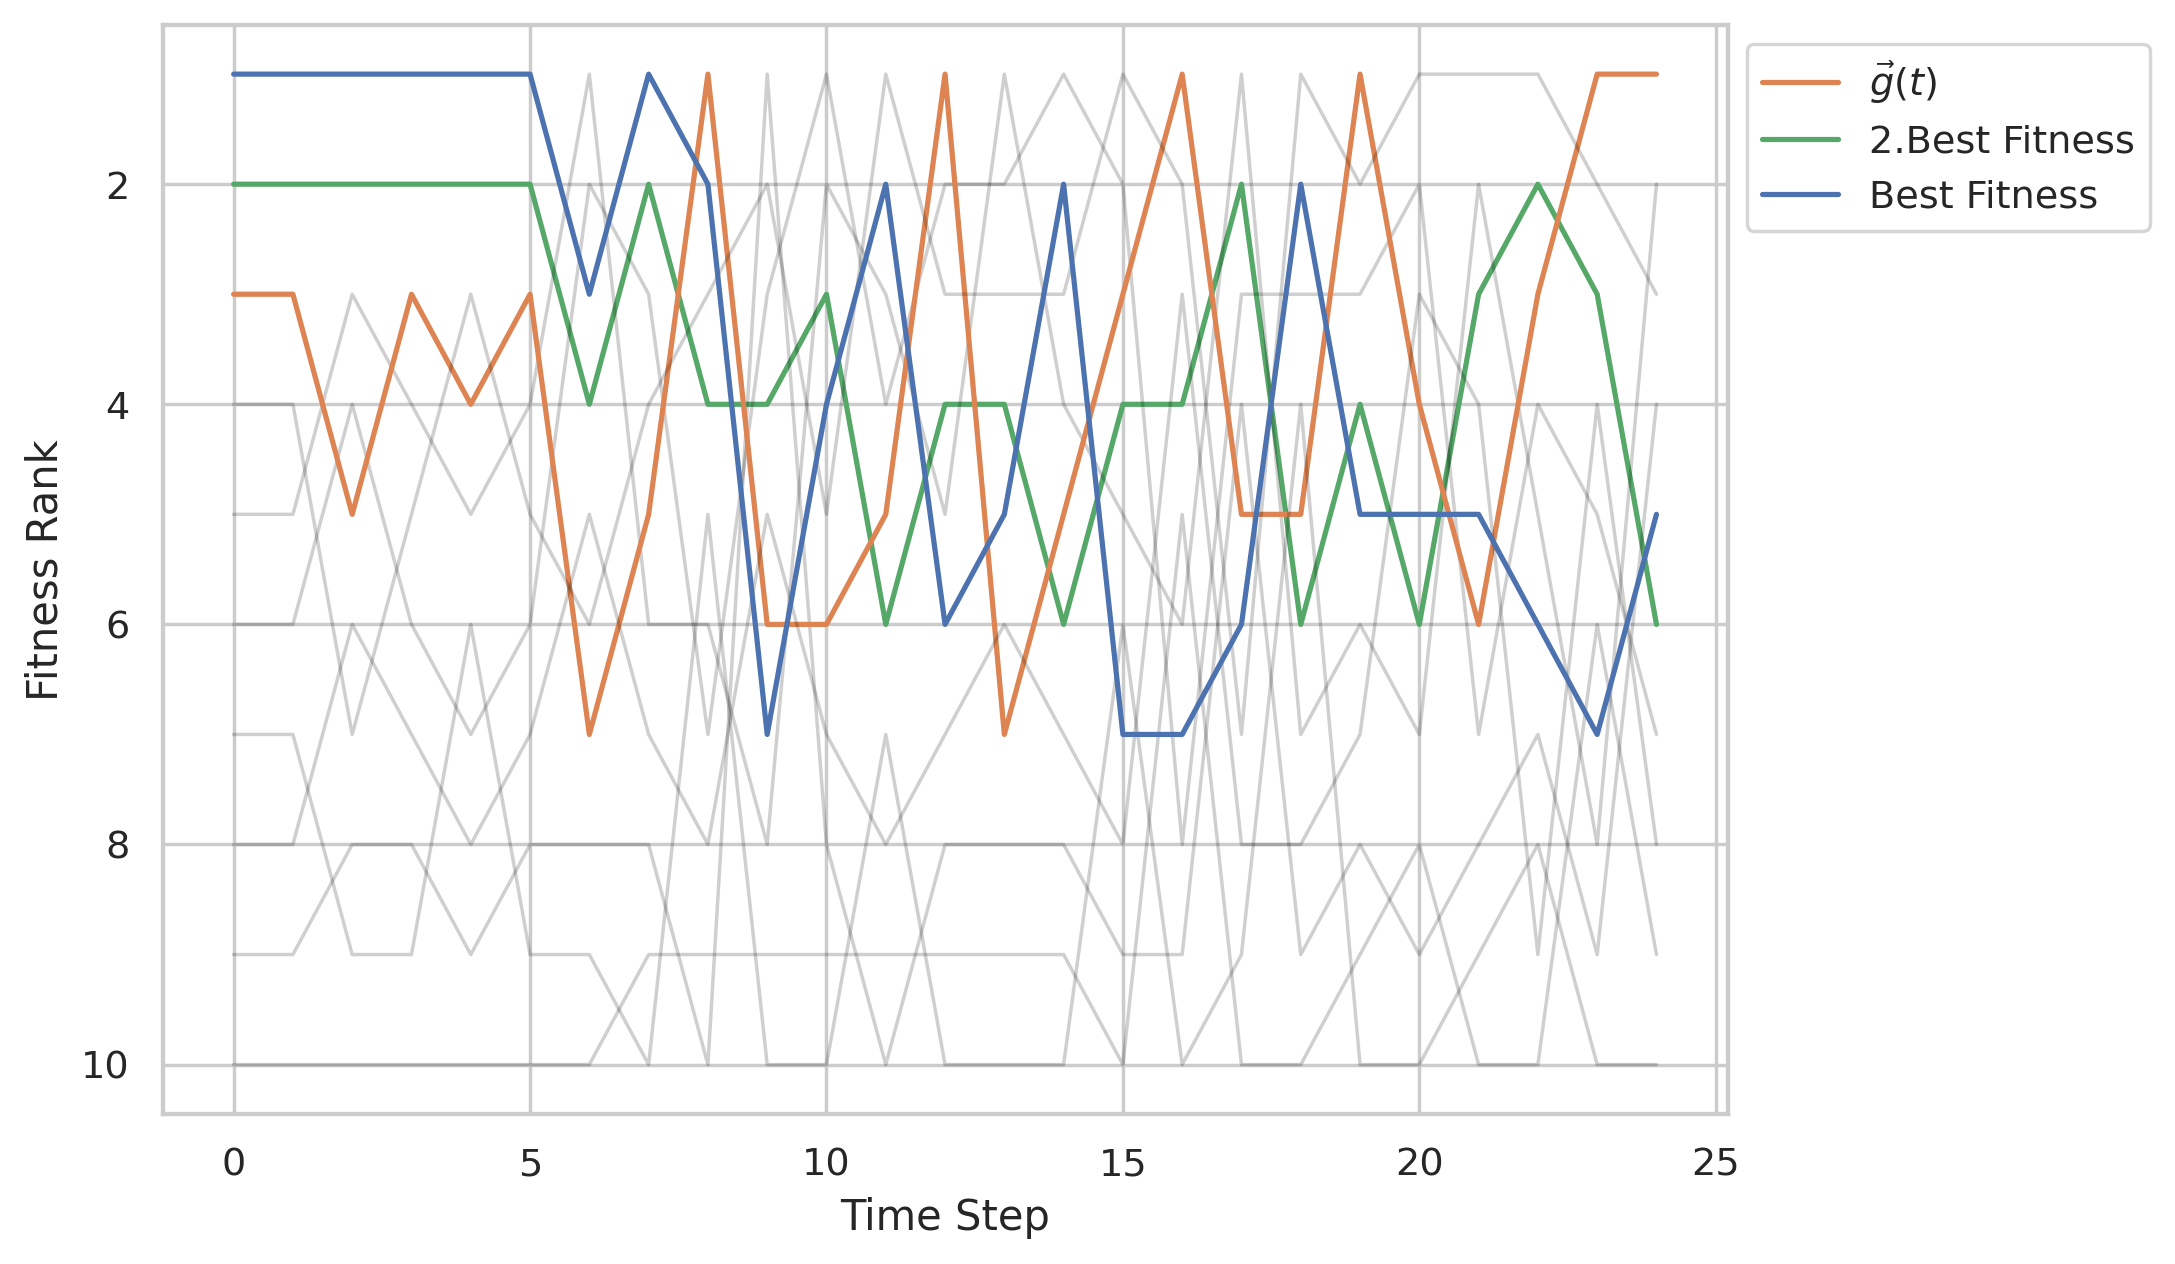 g⃗(t)
2.Best Fitness
Best Fitness
2
4
6
8
10
Fitness Rank
0 5 10 15 20 25
Time Step